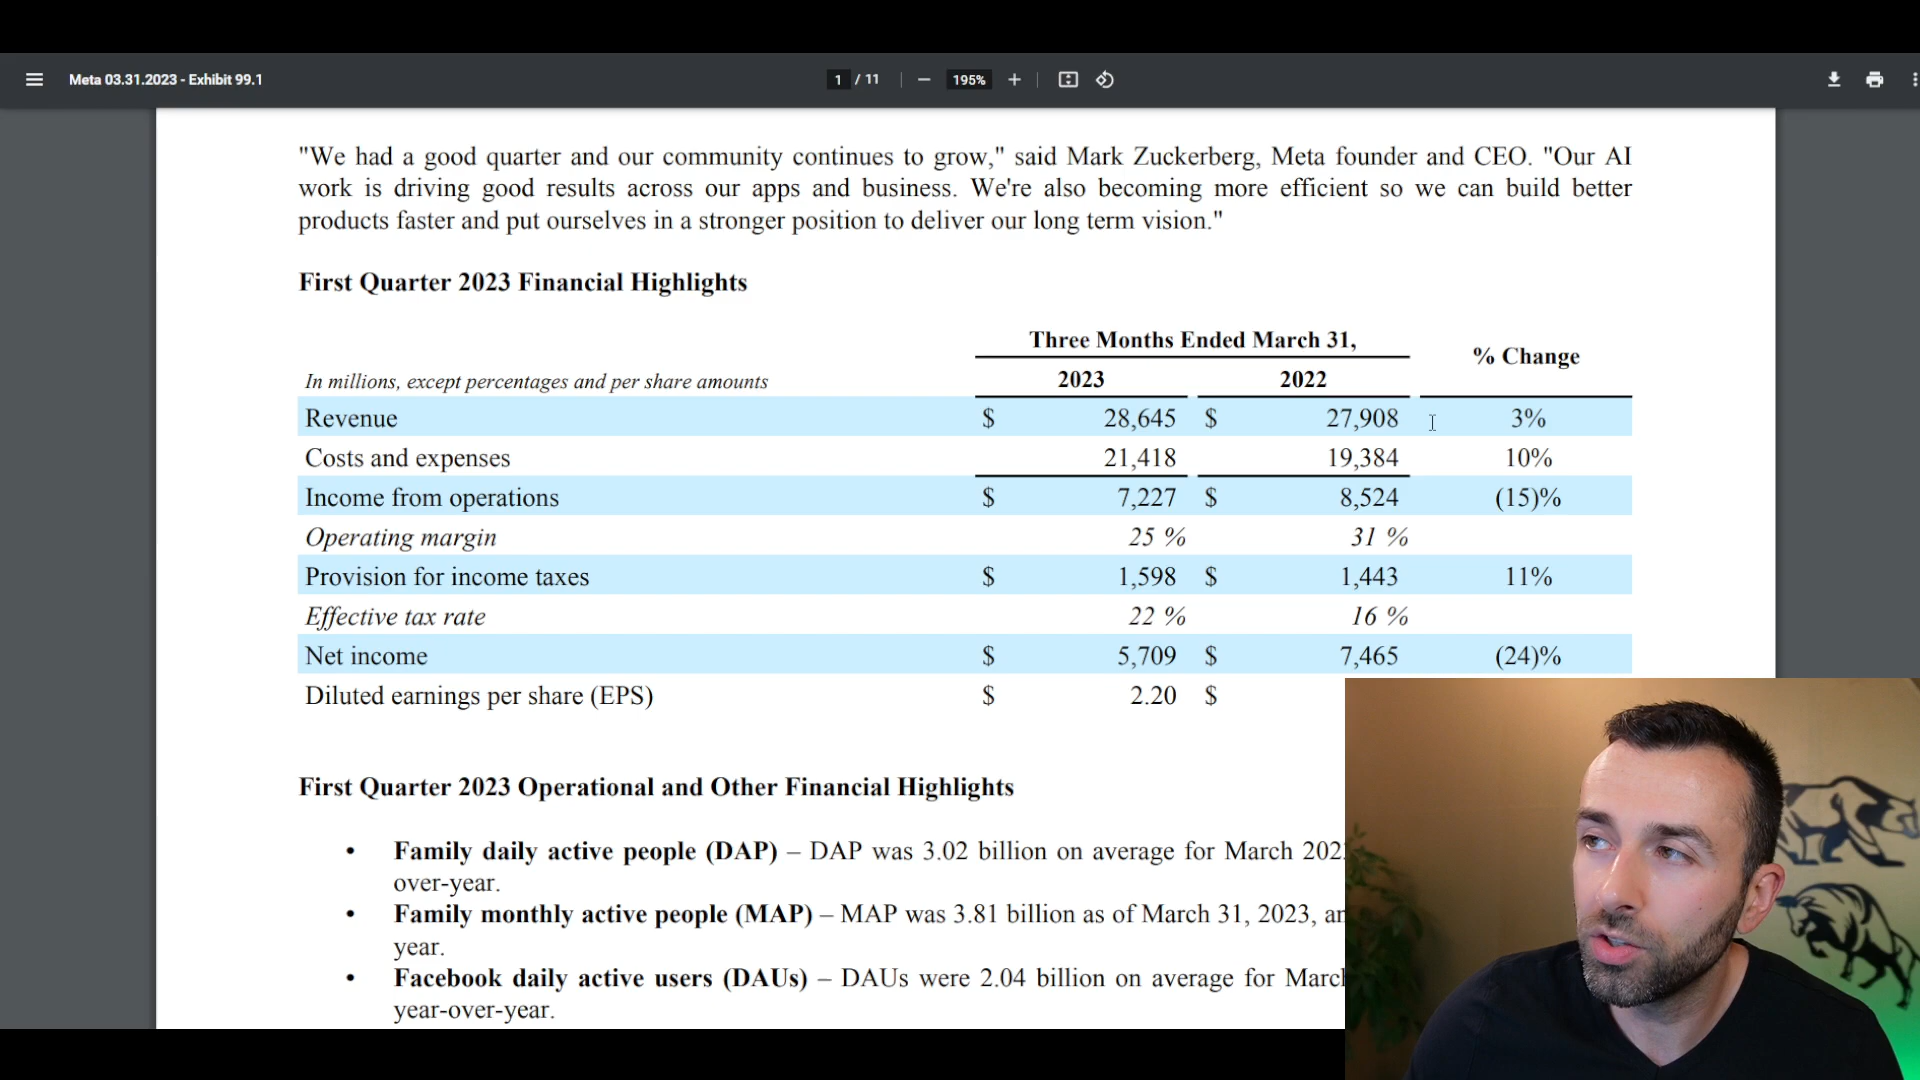 Meta 03.31.2023 - Exhibit 99.1
1 / 11
195%
"We had a good quarter and our community continues to grow," said Mark Zuckerberg, Meta founder and CEO. "Our AI
work is driving good results across our apps and business. We're also becoming more efficient so we can build better
products faster and put ourselves in a stronger position to deliver our long term vision."
First Quarter 2023 Financial Highlights
Three Months Ended March 31,
% Change
In millions, except percentages and per share amounts 2023 2022
Revenue $ 28,645 $ 27,908 3%
Costs and expenses 21,418 19,384 10%
Income from operations $ 7,227 $ 8,524 (15)%
Operating margin 25 % 31 %
Provision for income taxes $ 1,598 $ 1,443 11%
Effective tax rate 22 % 16 %
Net income $ 5,709 $ 7,465 (24)%
Diluted earnings per share (EPS) $ 2.20 $
First Quarter 2023 Operational and Other Financial Highlights
• Family daily active people (DAP) – DAP was 3.02 billion on average for March 202
over-year.
• Family monthly active people (MAP) – MAP was 3.81 billion as of March 31, 2023, an
year.
• Facebook daily active users (DAUs) – DAUs were 2.04 billion on average for March
year-over-year.